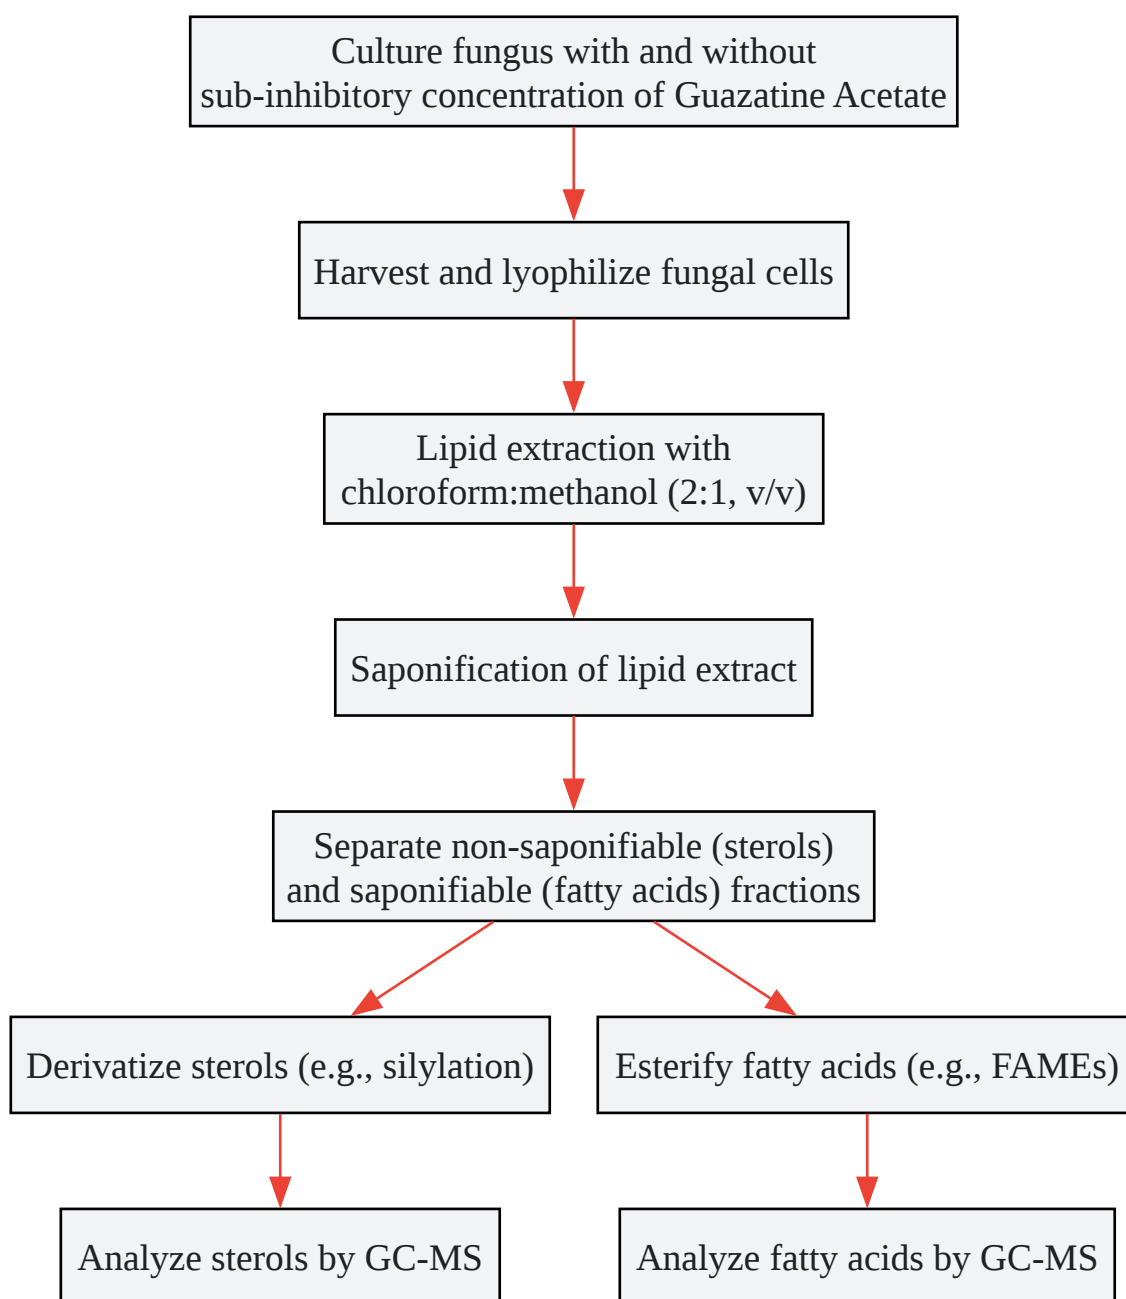 Culture fungus with and without
sub-inhibitory concentration of Guazatine Acetate
Harvest and lyophilize fungal cells
Lipid extraction with
chloroform:methanol (2:1, v/v)
Saponification of lipid extract
Separate non-saponifiable (sterols)
and saponifiable (fatty acids) fractions
Derivatize sterols (e.g., silylation)
Esterify fatty acids (e.g., FAMEs)
Analyze sterols by GC-MS
Analyze fatty acids by GC-MS